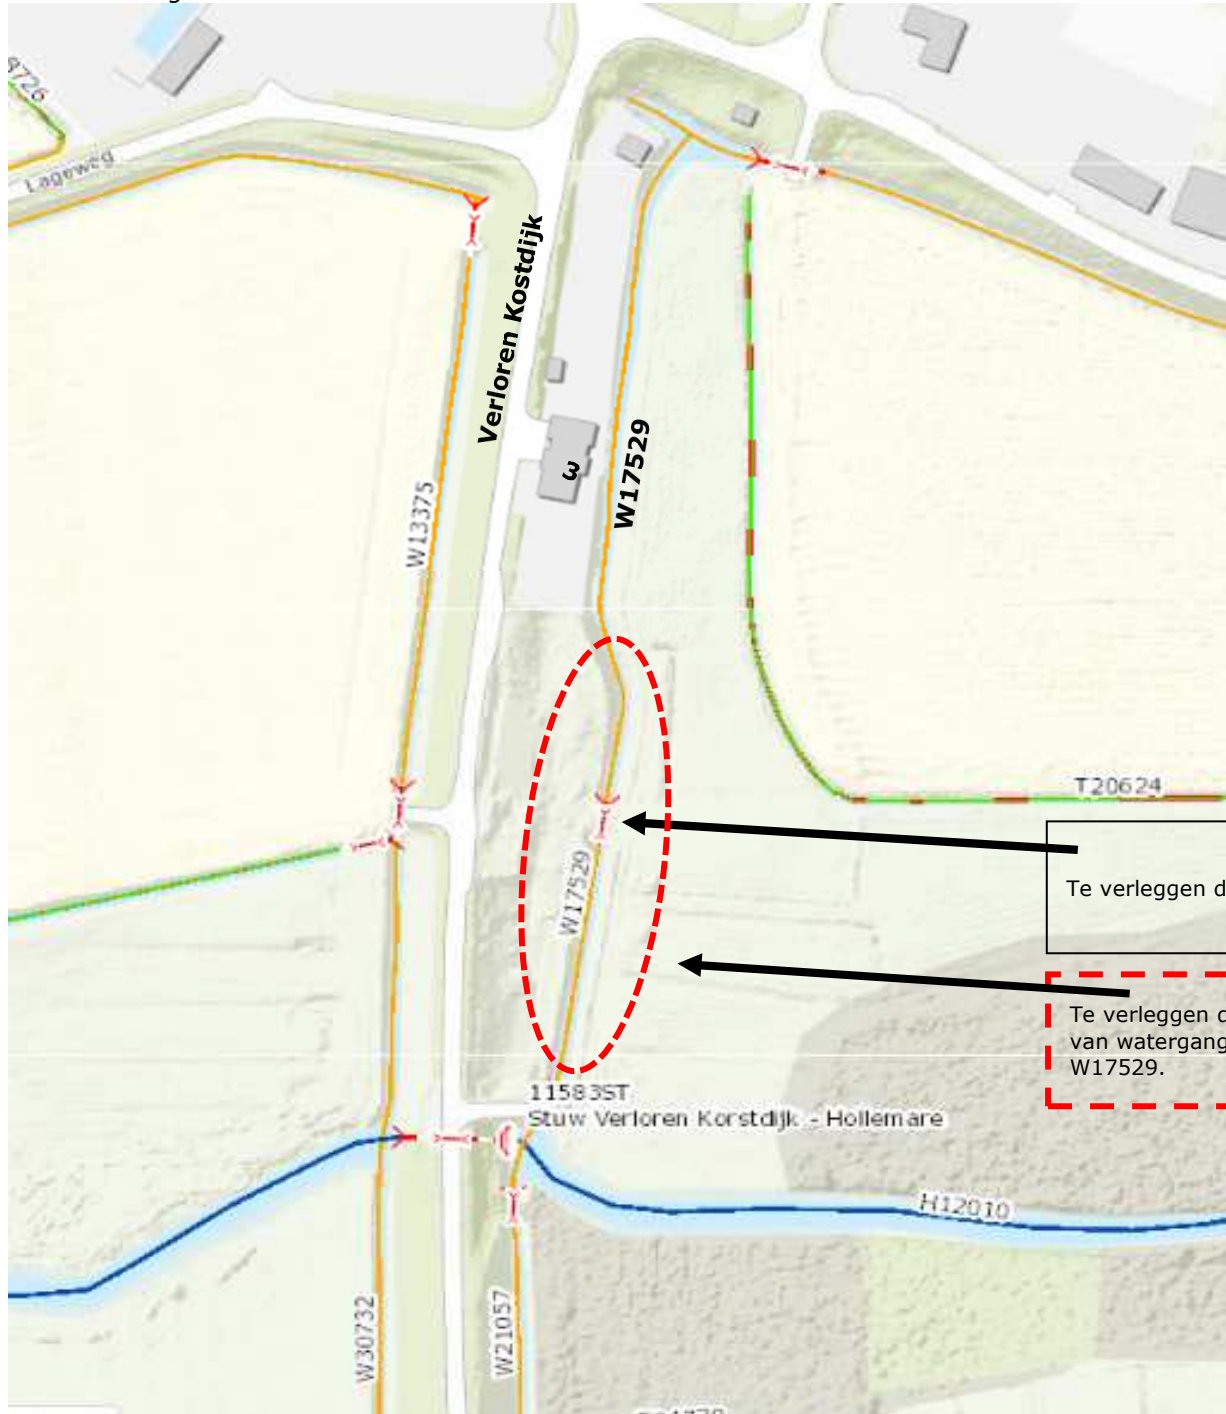 8726
Lageweg
Verloren Kostdijk
W17529
3
W13375
T20624
Te verleggen d
W17529
Te verleggen d
van watergang
W17529.
11583ST
Stuw Verloren Korstdijk - Hollemare
H12010
W30732
W21057